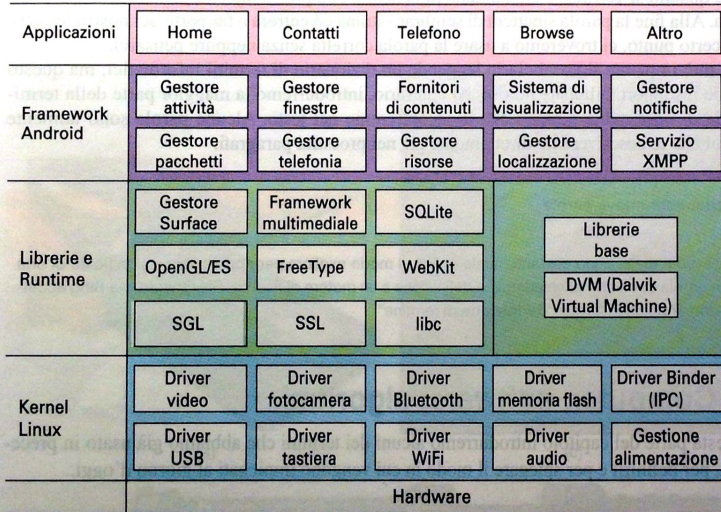 Applicazioni
Home
Contatti
Telefono
Browse
Altro
Framework
Android
Gestore
attività
Gestore
finestre
Fornitori
di contenuti
Sistema di
visualizzazione
Gestore
notifiche
Gestore
pacchetti
Gestore
telefonia
Gestore
risorse
Gestore
localizzazione
Servizio
XMPP
Librerie e
Runtime
Gestore
Surface
Framework
multimediale
SQLite
OpenGL/ES
FreeType
WebKit
SGL
SSL
libc
Librerie
base
DVM (Dalvik
Virtual Machine)
Kernel
Linux
Driver
video
Driver
fotocamera
Driver
Bluetooth
Driver
memoria flash
Driver Binder
(IPC)
Driver
USB
Driver
tastiera
Driver
WiFi
Driver
audio
Gestione
alimentazione
Hardware